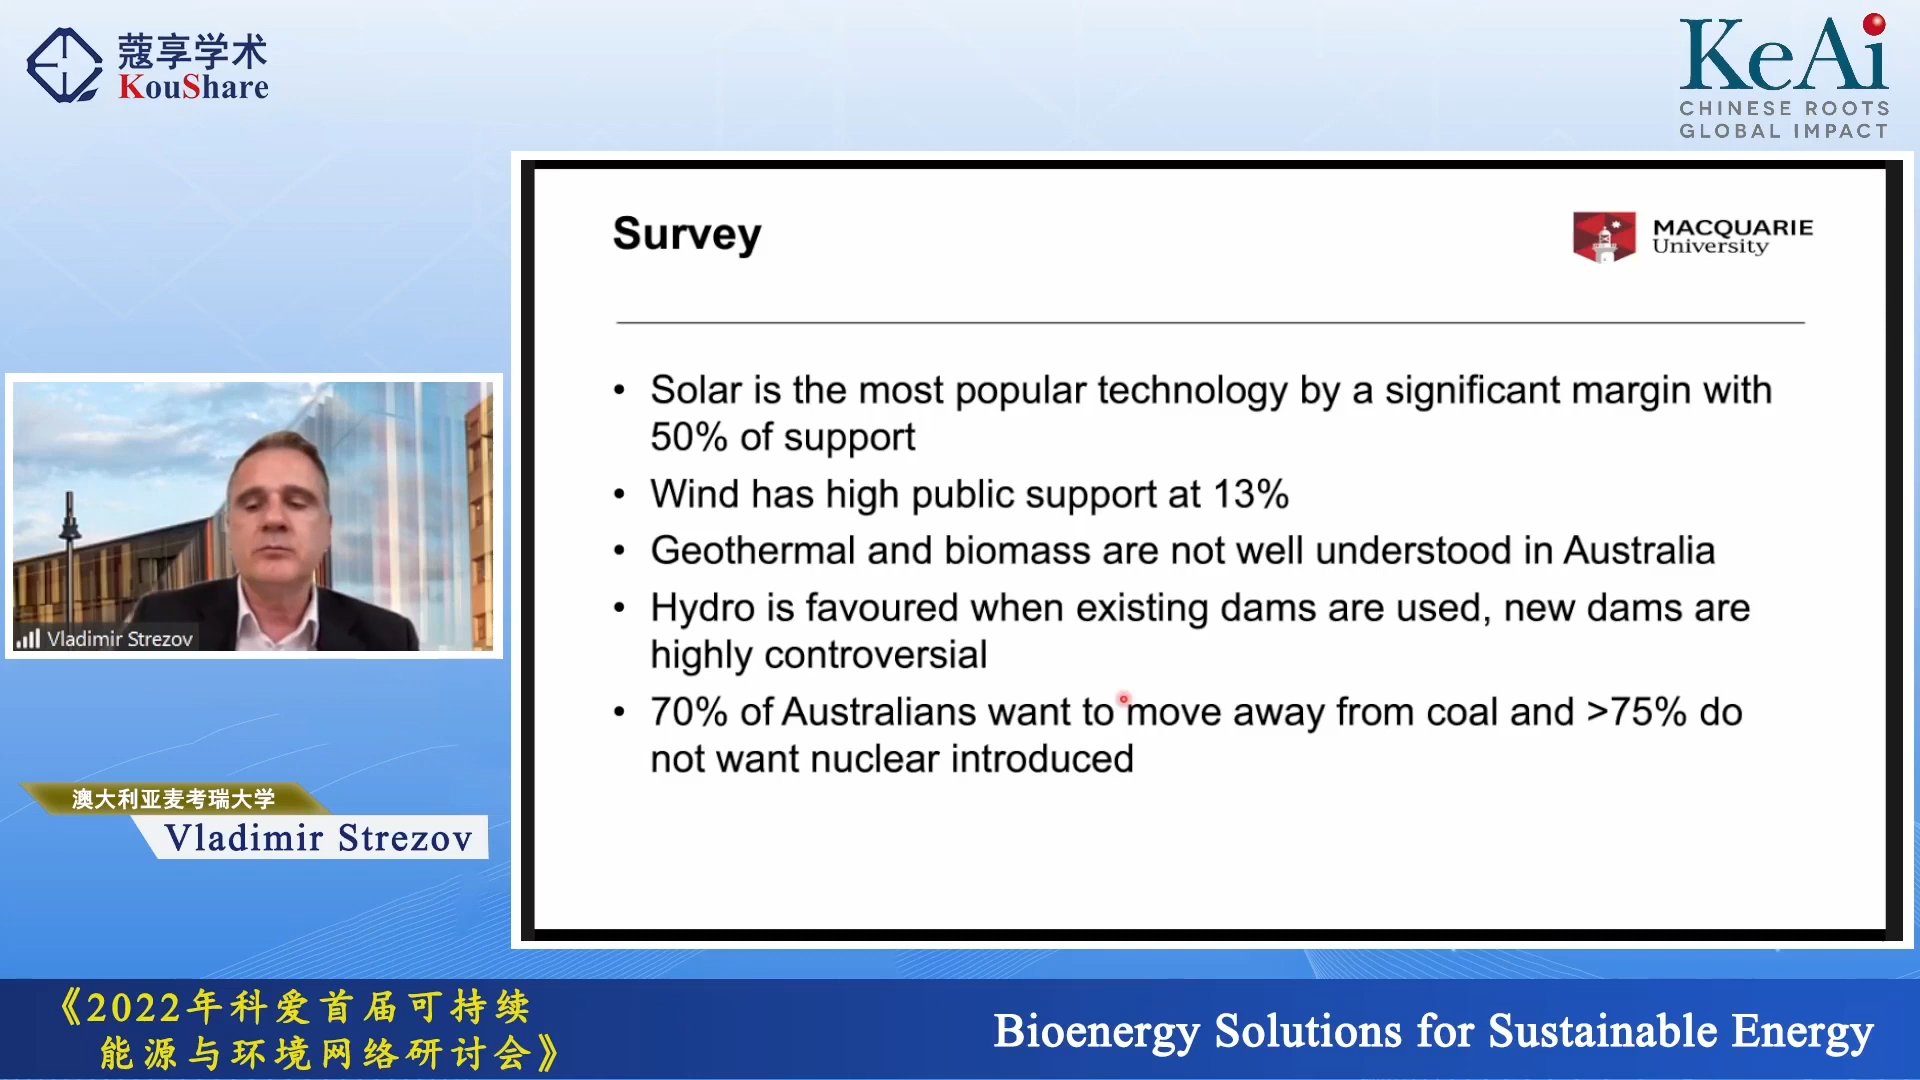 蔻享学术
KouShare
KeAi
CHINESE ROOTS
GLOBAL IMPACT
Survey
MACQUARIE
University
• Solar is the most popular technology by a significant margin with
50% of support
• Wind has high public support at 13%
• Geothermal and biomass are not well understood in Australia
• Hydro is favoured when existing dams are used, new dams are
highly controversial
• 70% of Australians want to move away from coal and >75% do
not want nuclear introduced
Vladimir Strezov
澳大利亚麦考瑞大学
Vladimir Strezov
《2022年科爱首届可持续
能源与环境网络研讨会》
Bioenergy Solutions for Sustainable Energy